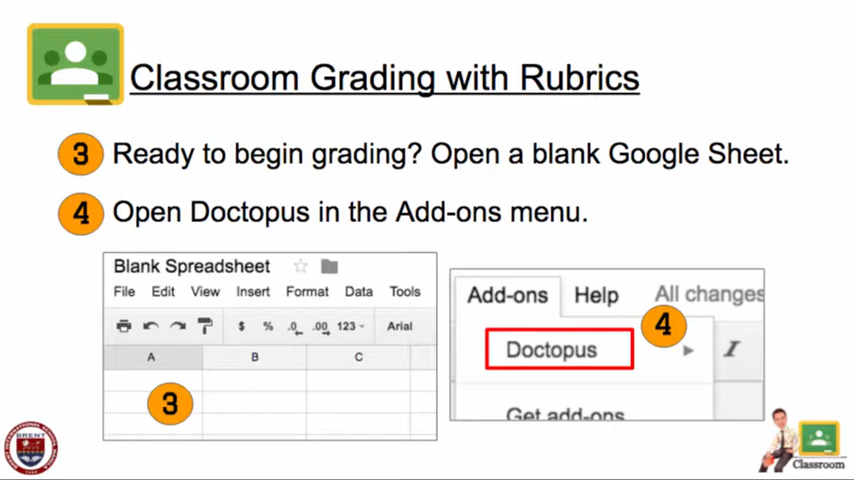 Classroom Grading with Rubrics
3 Ready to begin grading? Open a blank Google Sheet.
4 Open Doctopus in the Add-ons menu.
Blank Spreadsheet
File Edit View Insert Format Data Tools
$ % .0 .00 123 Arial
A B C
3
Add-ons Help All changes
4
Doctopus I
Get add-ons
BRENT
Classroom